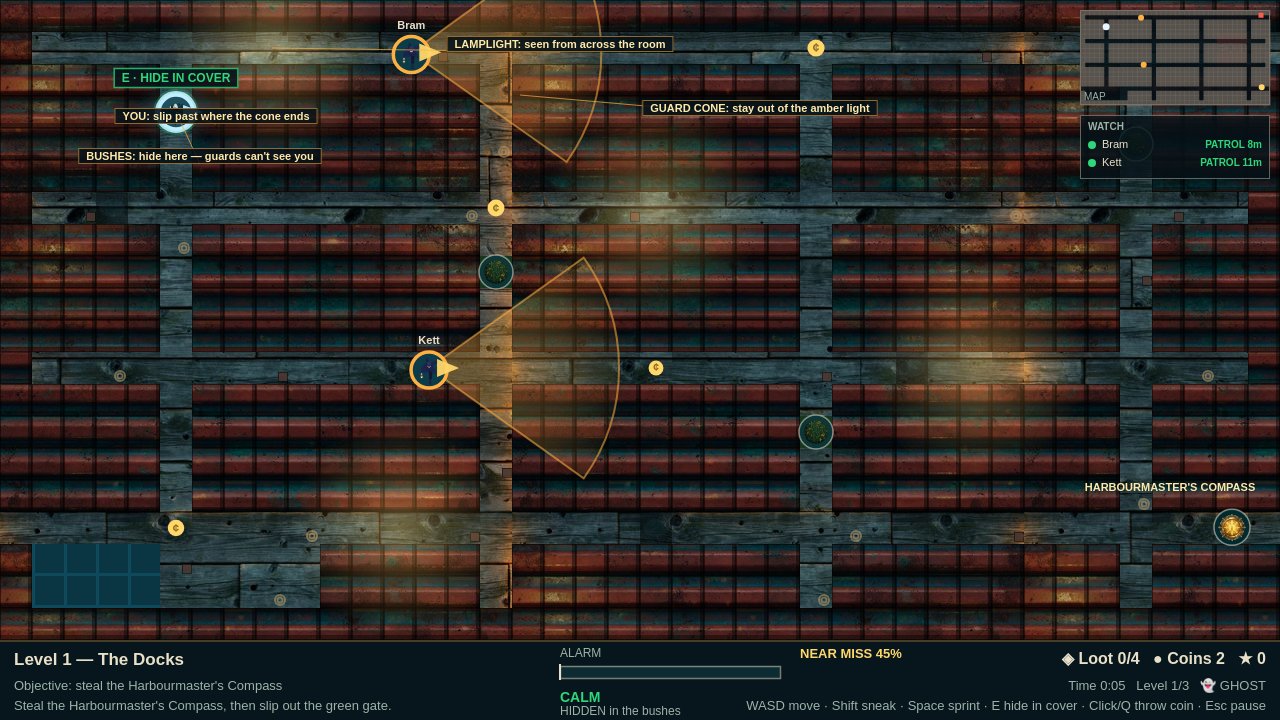 Bram
LAMPLIGHT: seen from across the room
E · HIDE IN COVER
YOU: slip past where the cone ends
GUARD CONE: stay out of the amber light
BUSHES: hide here — guards can't see you
MAP
WATCH
Bram PATROL 8m
Kett PATROL 11m
Kett
HARBOURMASTER'S COMPASS
Level 1 — The Docks
Objective: steal the Harbourmaster's Compass
Steal the Harbourmaster's Compass, then slip out the green gate.
ALARM
CALM
HIDDEN in the bushes
NEAR MISS 45%
◈ Loot 0/4 ● Coins 2 ★ 0
Time 0:05 Level 1/3 👻 GHOST
WASD move · Shift sneak · Space sprint · E hide in cover · Click/Q throw coin · Esc pause